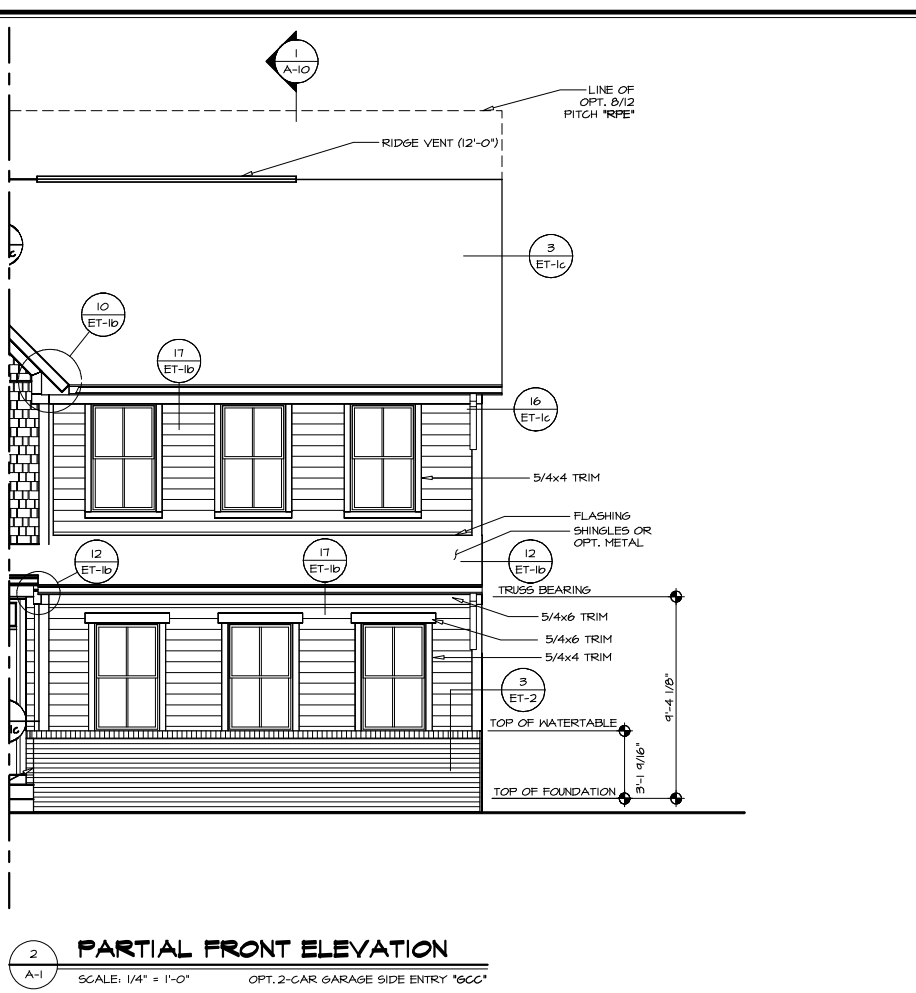 1
A-10
LINE OF
OPT. 8/12
PITCH "RPE"
RIDGE VENT (12'-0")
3
ET-1c
10
ET-1b
17
ET-1b
16
ET-1c
5/4x4 TRIM
FLASHING
SHINGLES OR
OPT. METAL
12
ET-1b
17
ET-1b
12
ET-1b
TRUSS BEARING
5/4x6 TRIM
5/4x6 TRIM
5/4x4 TRIM
3
ET-2
9'-4 1/8"
TOP OF WATERTABLE
3'-1 9/16"
TOP OF FOUNDATION
2
A-1
PARTIAL FRONT ELEVATION
SCALE: 1/4" = 1'-0" OPT. 2-CAR GARAGE SIDE ENTRY "GCC"